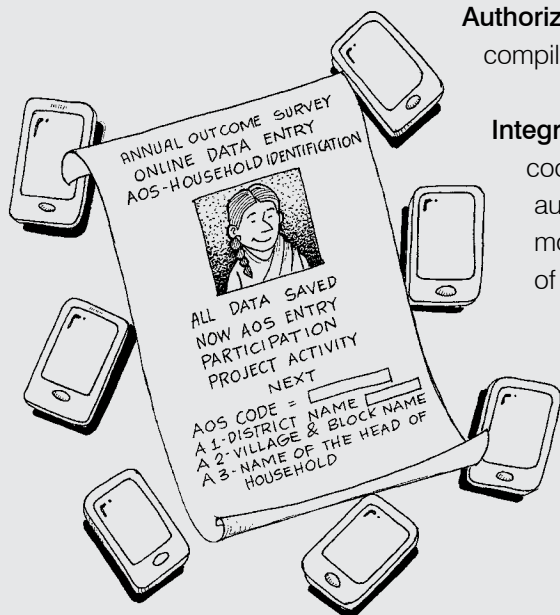 Authoriz
compil
Integr
coo
au
mo
of
ANNUAL OUTCOME SURVEY
ONLINE DATA ENTRY
AOS-HOUSEHOLD IDENTIFICATION
ALL DATA SAVED
NOW AOS ENTRY
PARTICIPATION
PROJECT ACTIVITY
NEXT
AOS CODE =
A 1-DISTRICT NAME
A 2-VILLAGE & BLOCK NAME
A 3-NAME OF THE HEAD OF
HOUSEHOLD